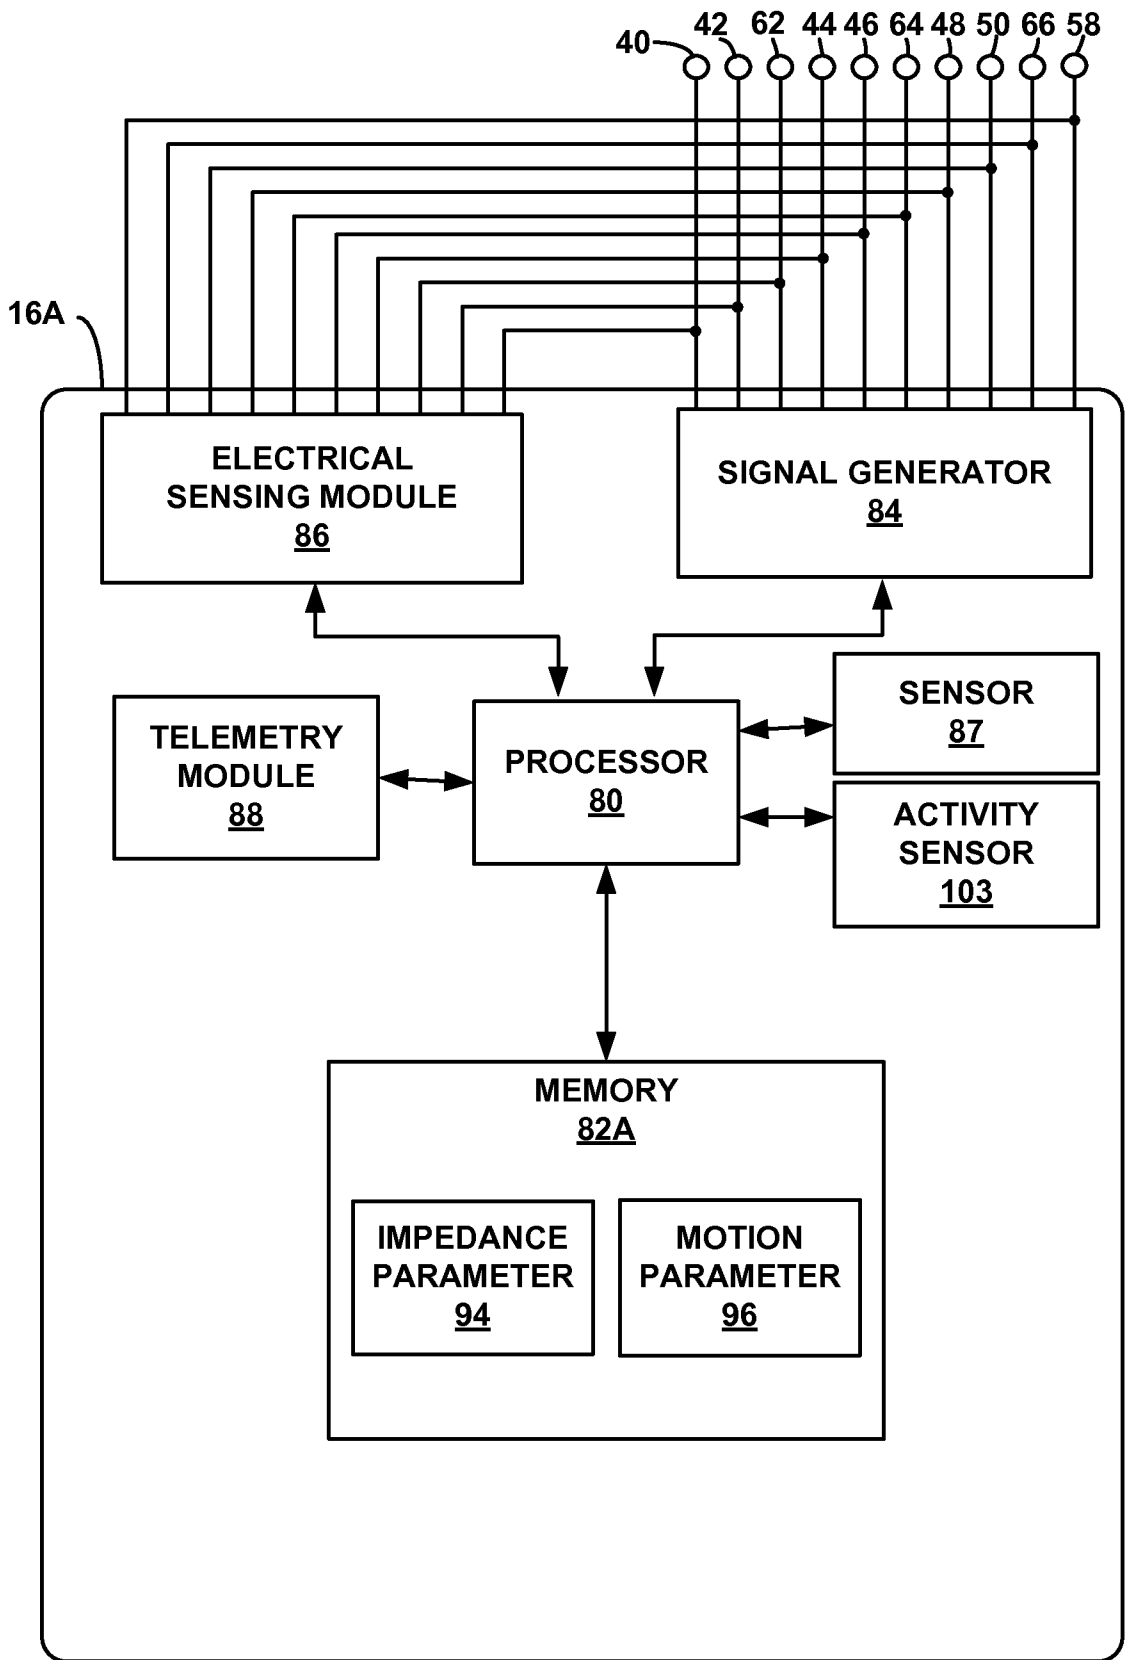 40 42 62 44 46 64 48 50 66 58
16A
ELECTRICAL
SENSING MODULE
86
SIGNAL GENERATOR
84
TELEMETRY
MODULE
88
PROCESSOR
80
SENSOR
87
ACTIVITY
SENSOR
103
MEMORY
82A
IMPEDANCE
PARAMETER
94
MOTION
PARAMETER
96